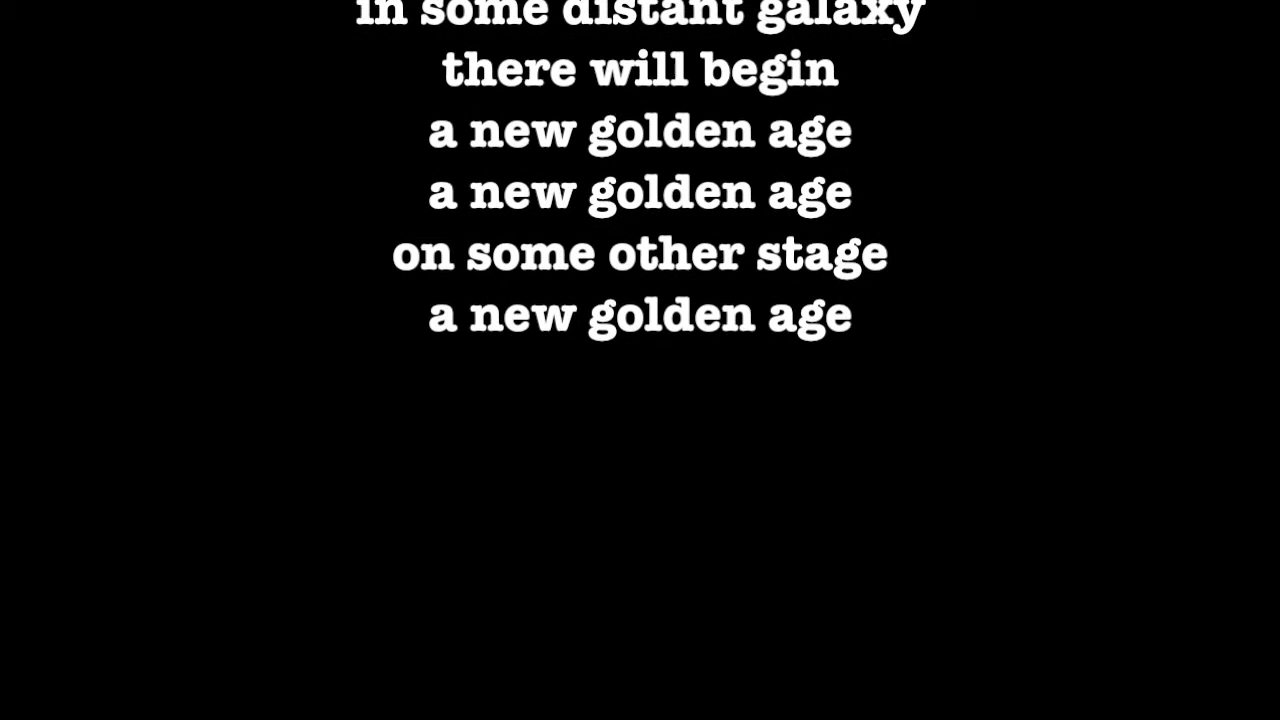 in some distant galaxy
there will begin
a new golden age
a new golden age
on some other stage
a new golden age